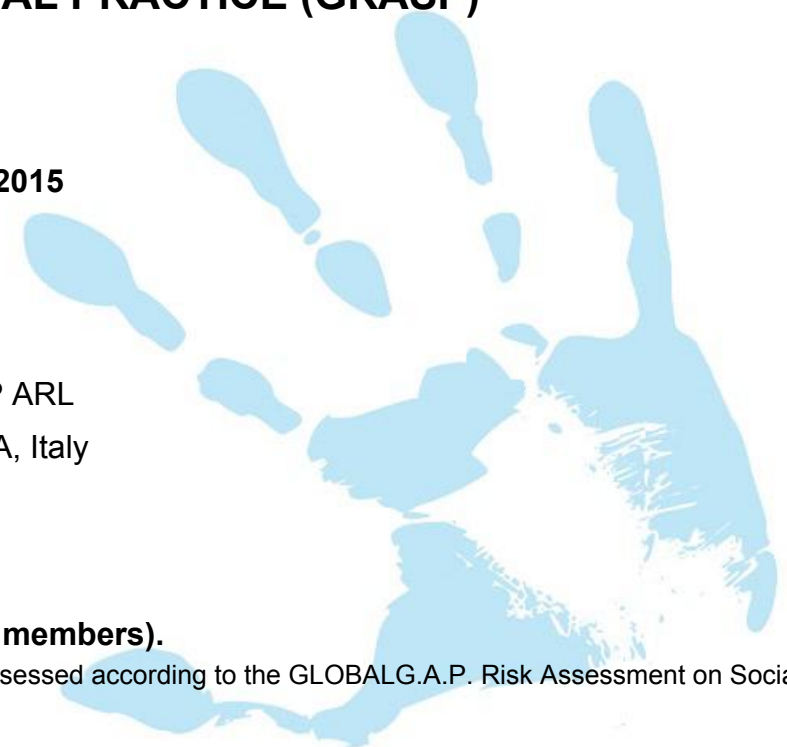 AL PRACTICE (GRASP)
2015
P ARL
A, Italy
members).
ssessed according to the GLOBALG.A.P. Risk Assessment on Socia